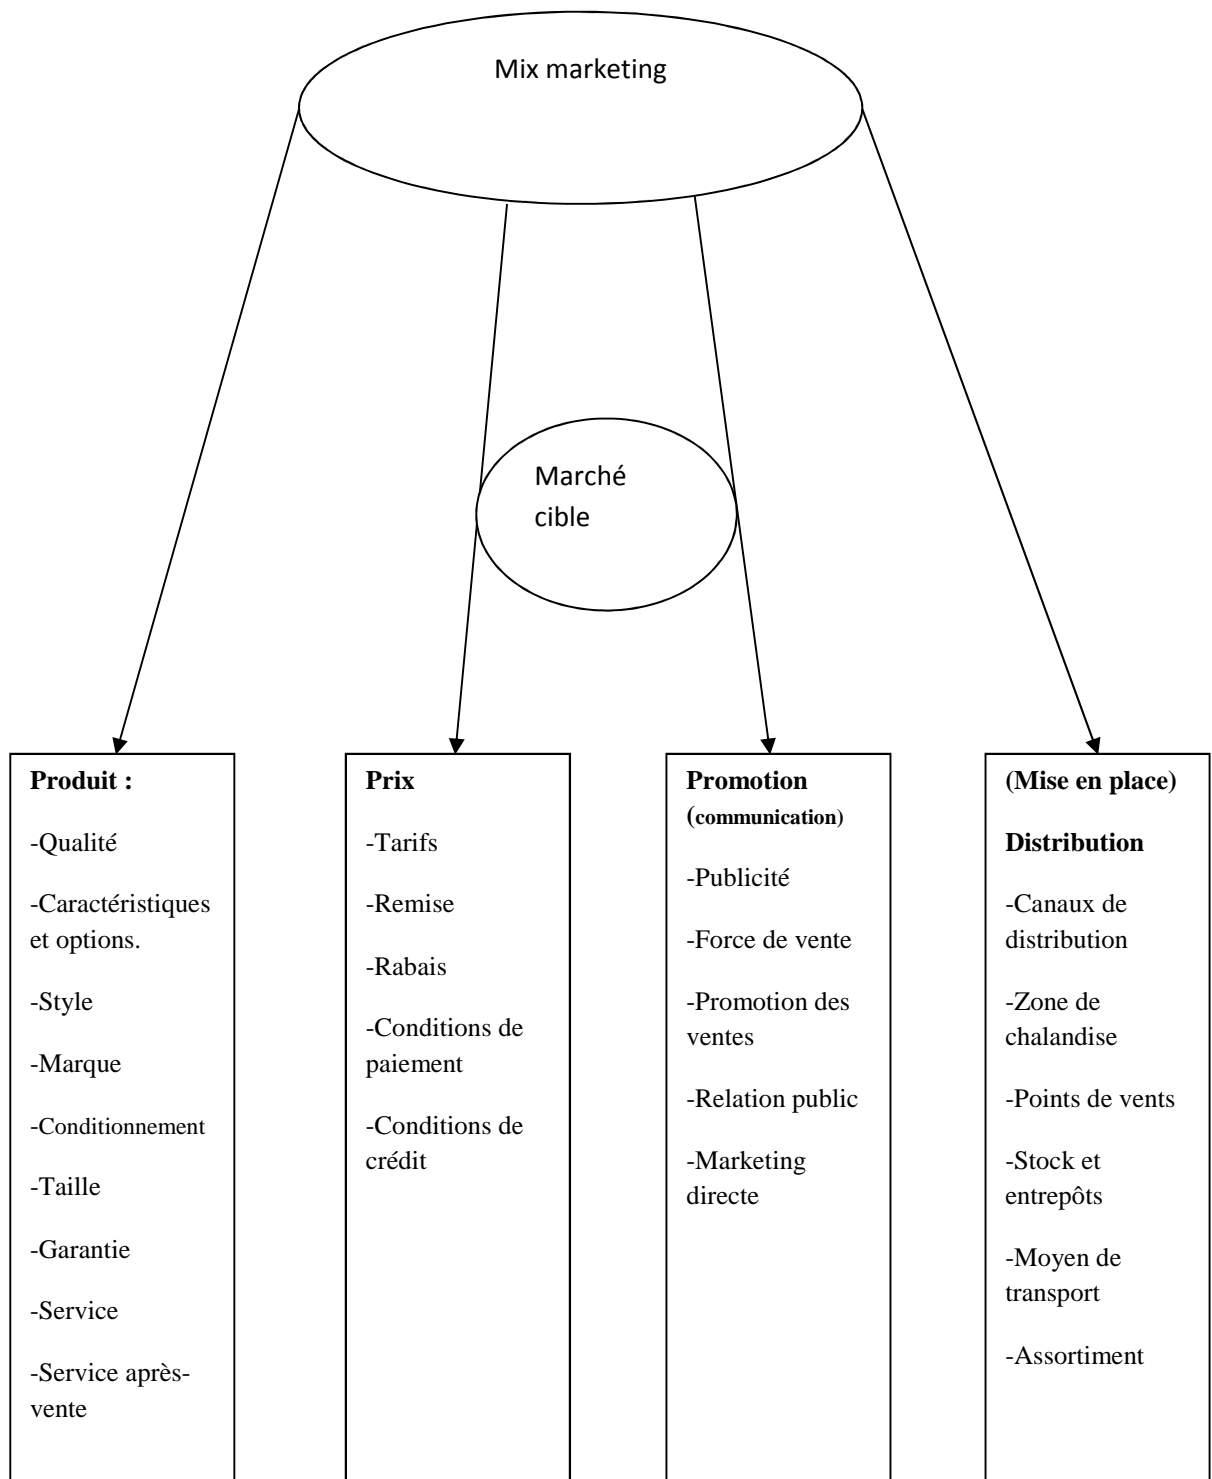 Mix marketing
Marché
cible
Produit :
-Qualité
-Caractéristiques
et options.
-Style
-Marque
-Conditionnement
-Taille
-Garantie
-Service
-Service après-
vente
Prix
-Tarifs
-Remise
-Rabais
-Conditions de
paiement
-Conditions de
crédit
Promotion
(communication)
-Publicité
-Force de vente
-Promotion des
ventes
-Relation public
-Marketing
directe
(Mise en place)
Distribution
-Canaux de
distribution
-Zone de
chalandise
-Points de vents
-Stock et
entrepôts
-Moyen de
transport
-Assortiment